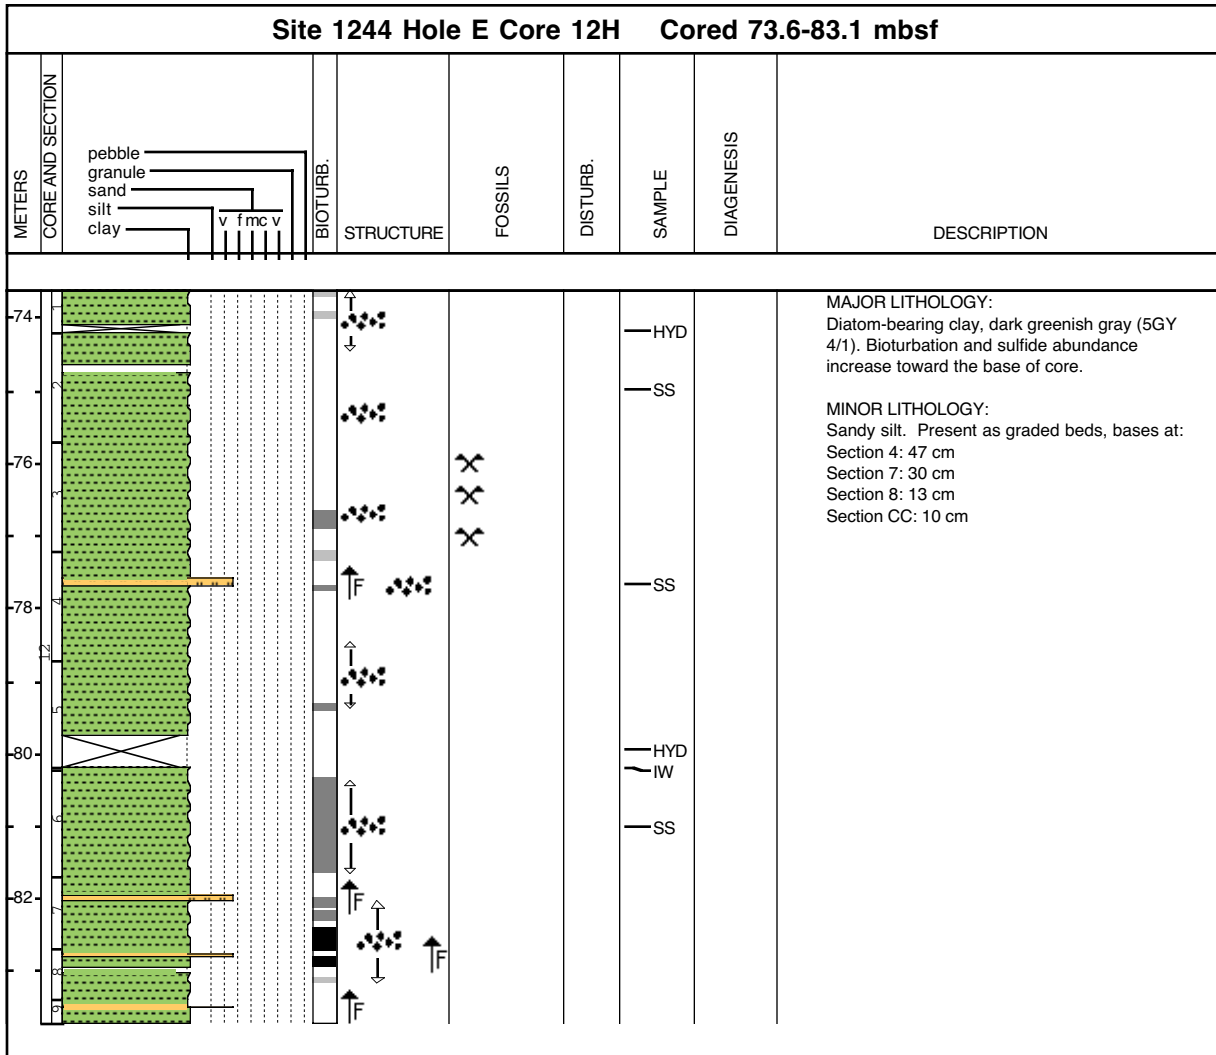 Site 1244 Hole E Core 12H Cored 73.6-83.1 mbsf
METERS
CORE AND SECTION
pebble
granule
sand
silt
clay
v f m c v
BIOTURB.
STRUCTURE
FOSSILS
DISTURB.
SAMPLE
DIAGENESIS
DESCRIPTION
74
76
78
80
82
12
1
2
3
4
5
6
7
8
9
F
F
F
F
HYD
SS
SS
HYD
IW
SS
MAJOR LITHOLOGY:
Diatom-bearing clay, dark greenish gray (5GY
4/1). Bioturbation and sulfide abundance
increase toward the base of core.
MINOR LITHOLOGY:
Sandy silt. Present as graded beds, bases at:
Section 4: 47 cm
Section 7: 30 cm
Section 8: 13 cm
Section CC: 10 cm